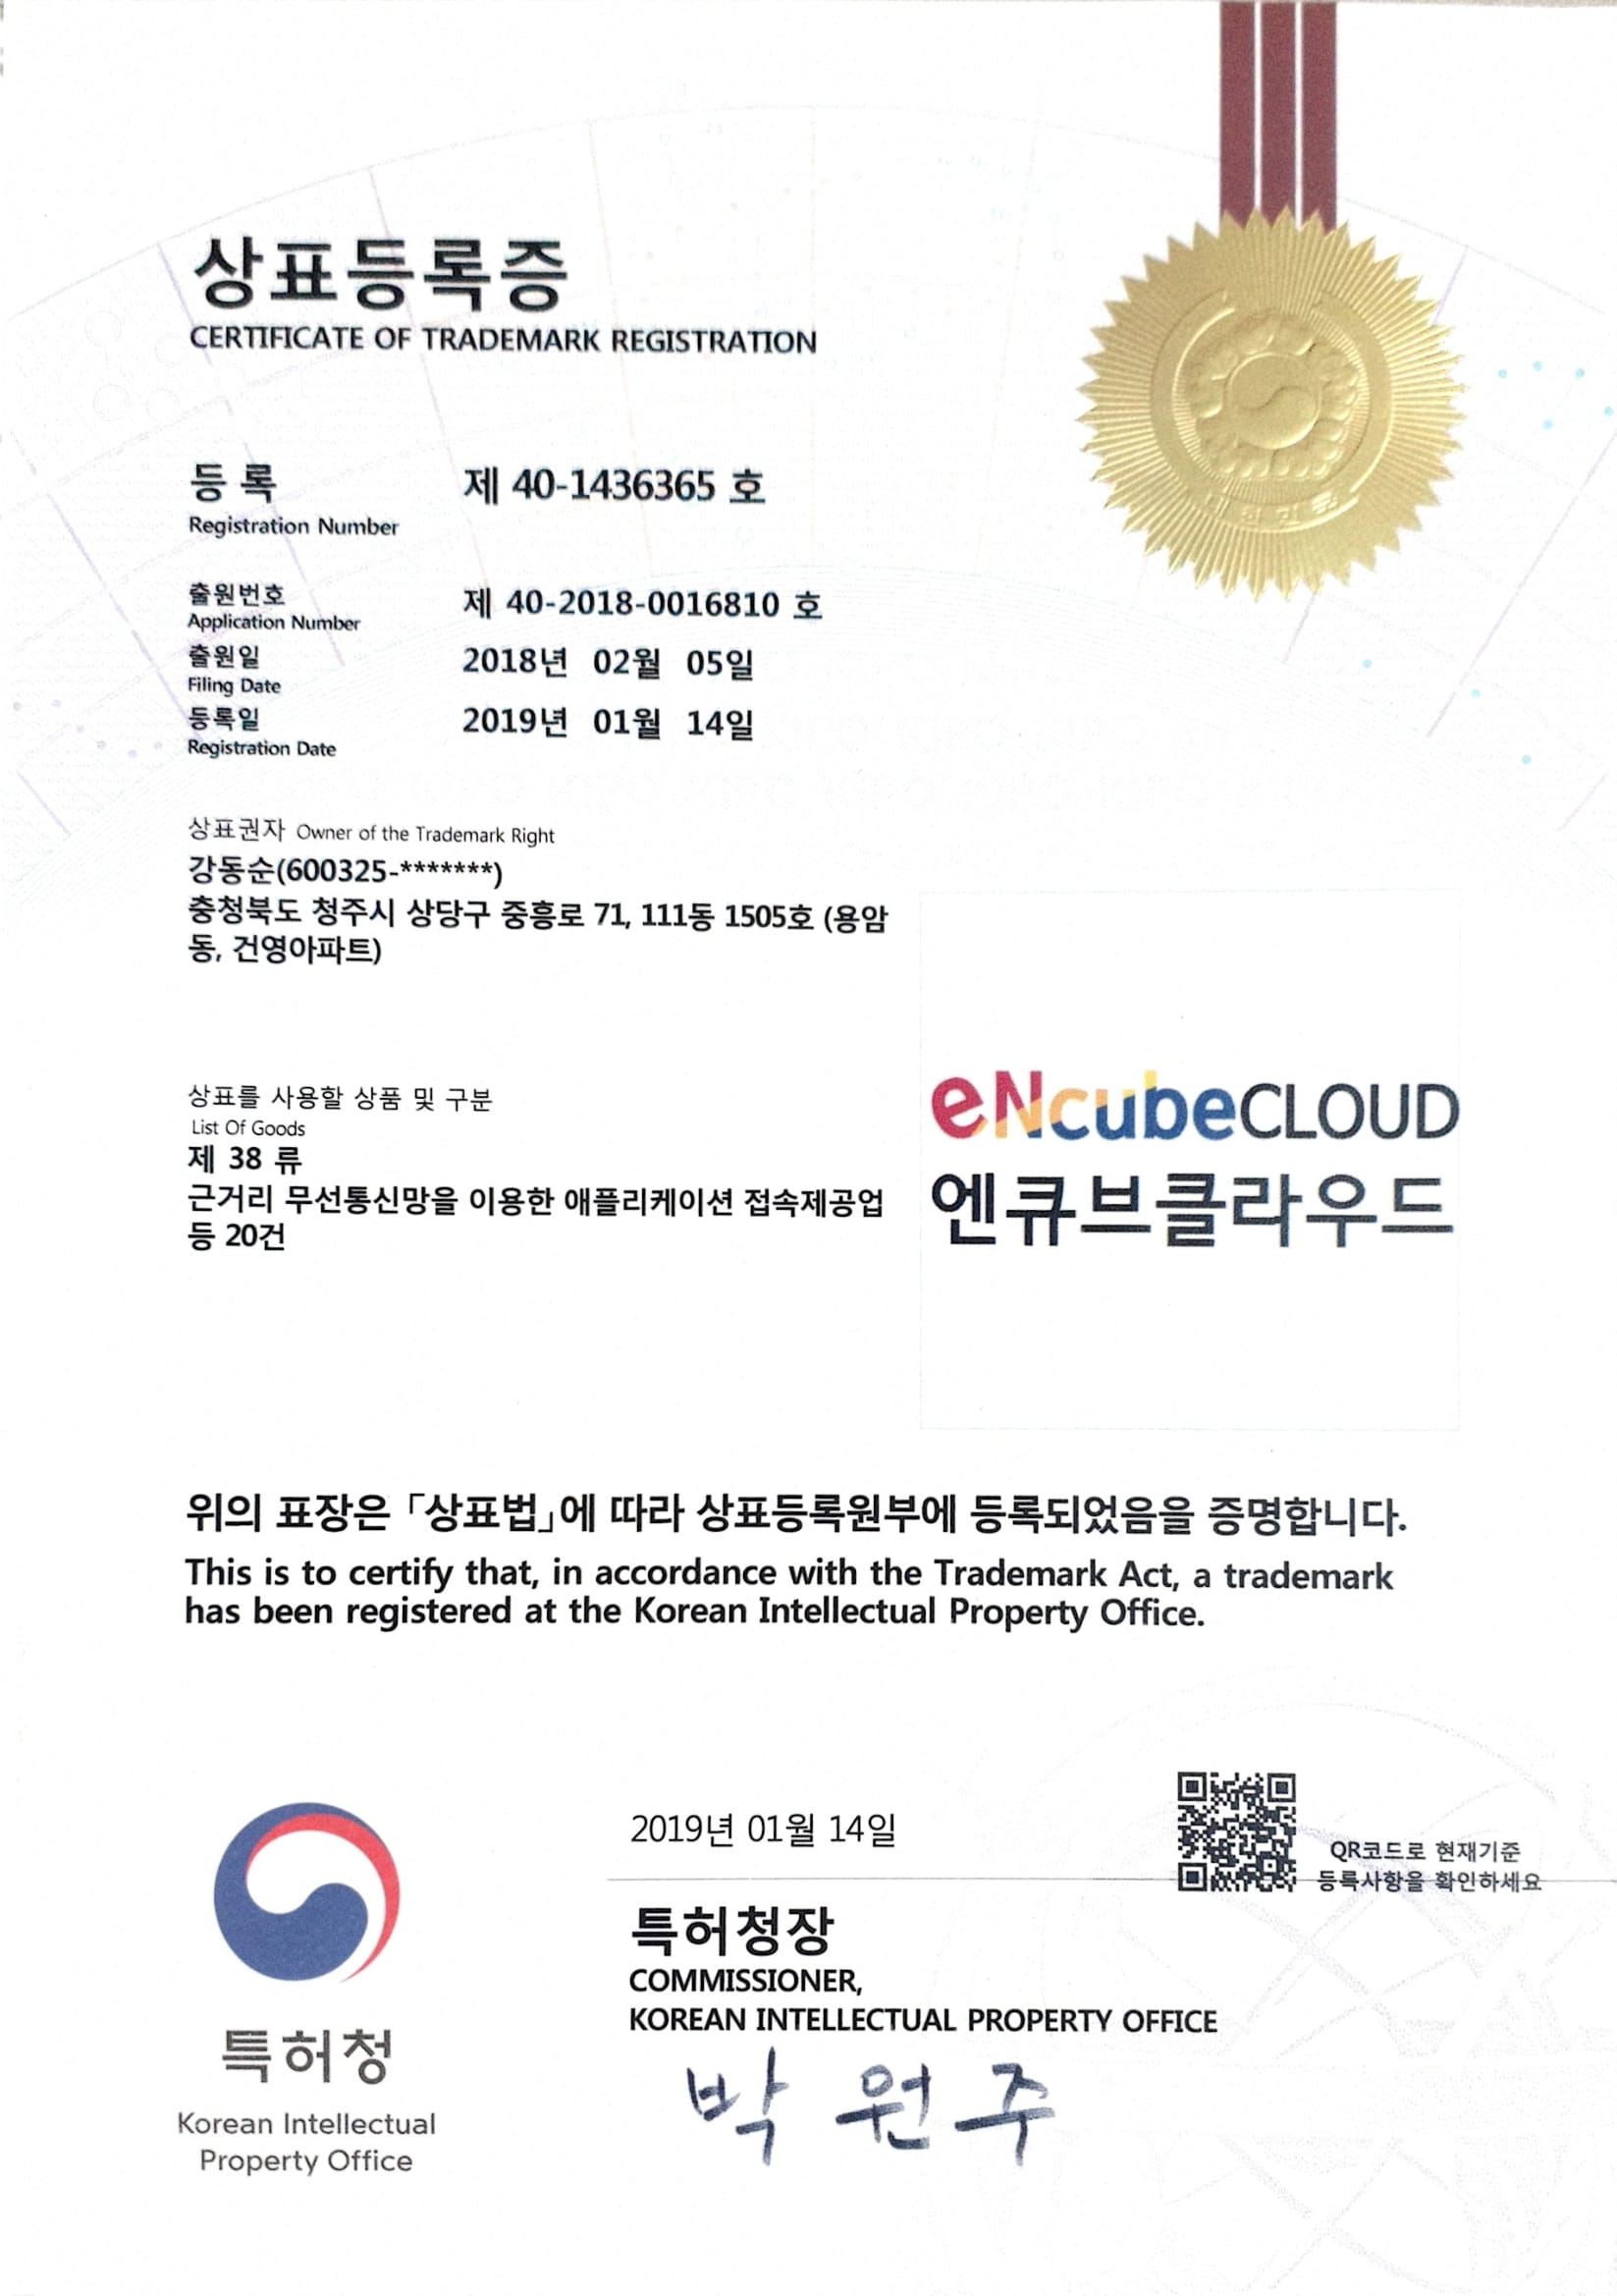 상표등록증
CERTIFICATE OF TRADEMARK REGISTRATION
등 록 제 40-1436365 호
Registration Number
출원번호 제 40-2018-0016810 호
Application Number
출원일 2018년 02월 05일
Filing Date
등록일 2019년 01월 14일
Registration Date
상표권자 Owner of the Trademark Right
강동순(600325-*******)
충청북도 청주시 상당구 중흥로 71, 111동 1505호 (용암
동, 건영아파트)
상표를 사용할 상품 및 구분
List Of Goods
제 38 류
근거리 무선통신망을 이용한 애플리케이션 접속제공업
등 20건
eNcubeCLOUD
엔큐브클라우드
위의 표장은 「상표법」에 따라 상표등록원부에 등록되었음을 증명합니다.
This is to certify that, in accordance with the Trademark Act, a trademark
has been registered at the Korean Intellectual Property Office.
2019년 01월 14일
QR코드로 현재기준
등록사항을 확인하세요
특허청장
COMMISSIONER,
KOREAN INTELLECTUAL PROPERTY OFFICE
박 원 주
특허청
Korean Intellectual
Property Office
대한민국